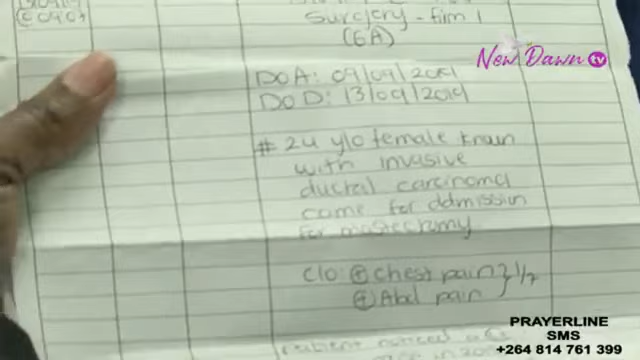 Surgery - firm 1
(6A)
New Dawn tv
DOA: 09/09/2019
DOD: 13/09/2019
# 24 y/o female known
with invasive
ductal carcinoma
came for admission
for mastectomy.
C/O: ⊕ chest pain } 1/7
⊕ Abd pain
PRAYERLINE
SMS
+264 814 761 399